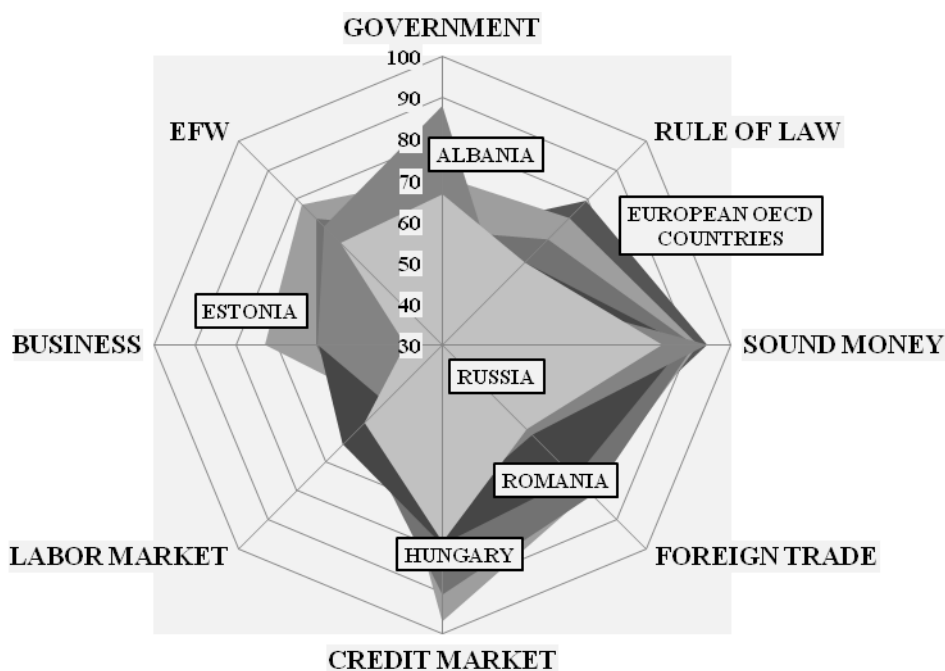 GOVERNMENT
100
90
EFW
RULE OF LAW
80
ALBANIA
70
EUROPEAN OECD
COUNTRIES
60
50
ESTONIA
40
BUSINESS
30
SOUND MONEY
RUSSIA
ROMANIA
LABOR MARKET
HUNGARY
FOREIGN TRADE
CREDIT MARKET